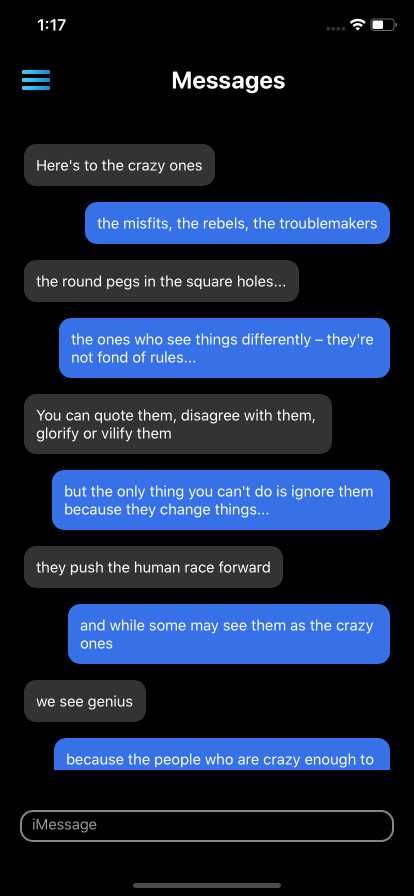 1:17
Messages
Here's to the crazy ones
the misfits, the rebels, the troublemakers
the round pegs in the square holes...
the ones who see things differently – they're
not fond of rules...
You can quote them, disagree with them,
glorify or vilify them
but the only thing you can't do is ignore them
because they change things...
they push the human race forward
and while some may see them as the crazy
ones
we see genius
because the people who are crazy enough to
iMessage